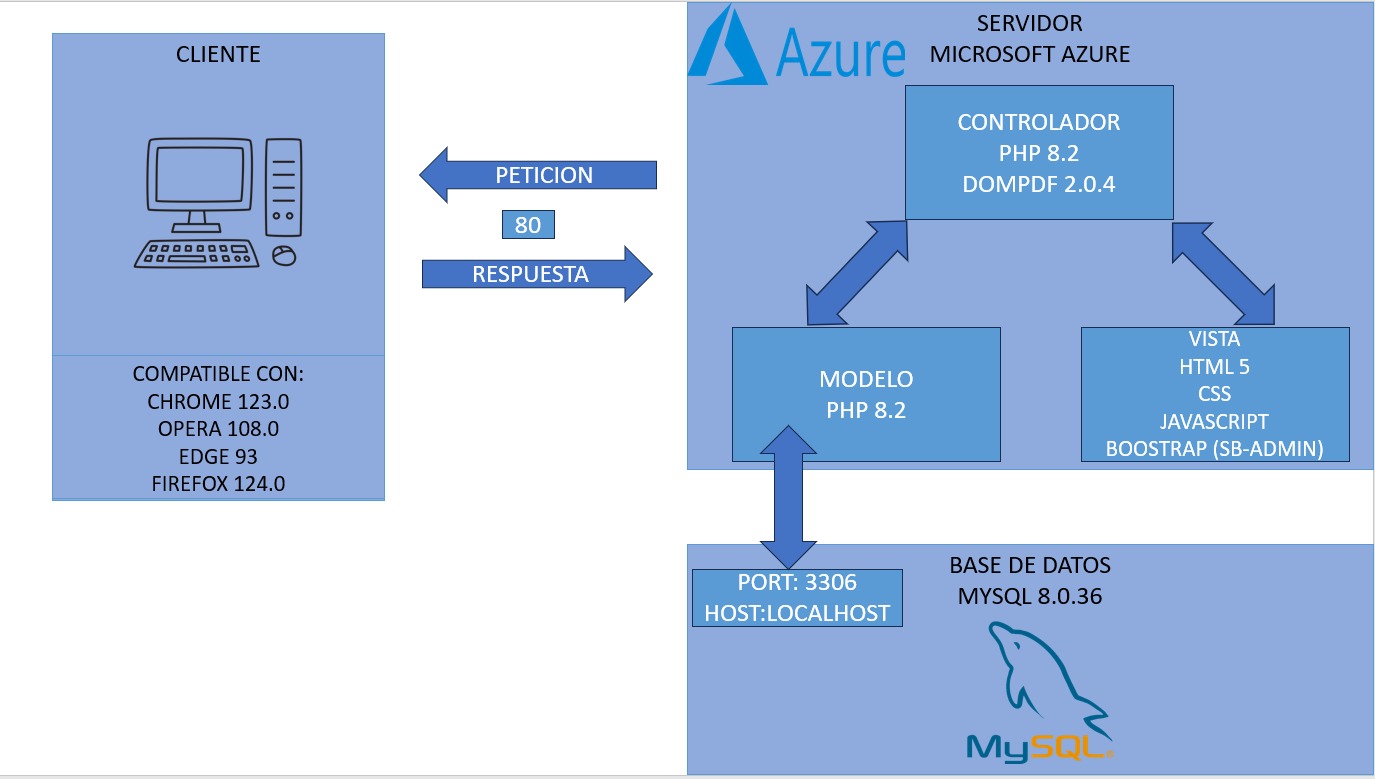 CLIENTE
COMPATIBLE CON:
CHROME 123.0
OPERA 108.0
EDGE 93
FIREFOX 124.0
PETICION
80
RESPUESTA
Azure
SERVIDOR
MICROSOFT AZURE
CONTROLADOR
PHP 8.2
DOMPDF 2.0.4
MODELO
PHP 8.2
VISTA
HTML 5
CSS
JAVASCRIPT
BOOSTRAP (SB-ADMIN)
PORT: 3306
HOST:LOCALHOST
BASE DE DATOS
MYSQL 8.0.36
MySQL